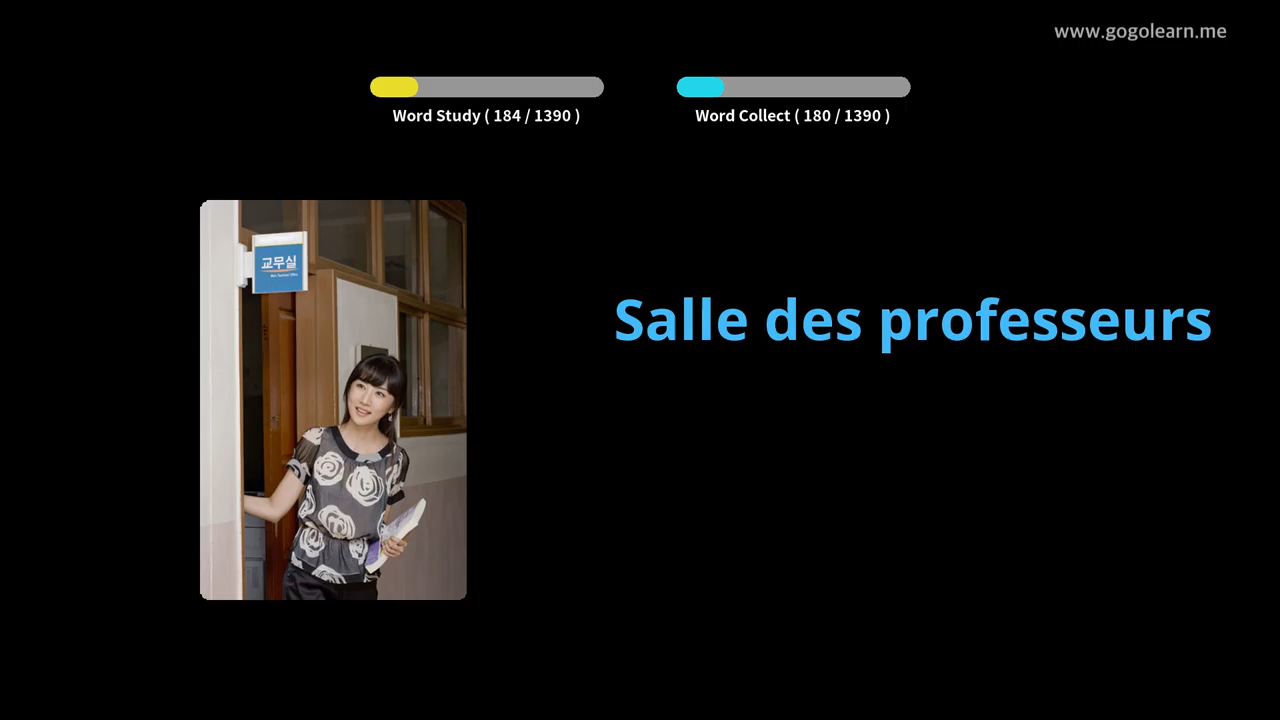 www.gogolearn.me
Word Study ( 184 / 1390 )
Word Collect ( 180 / 1390 )
교무실
Salle des professeurs